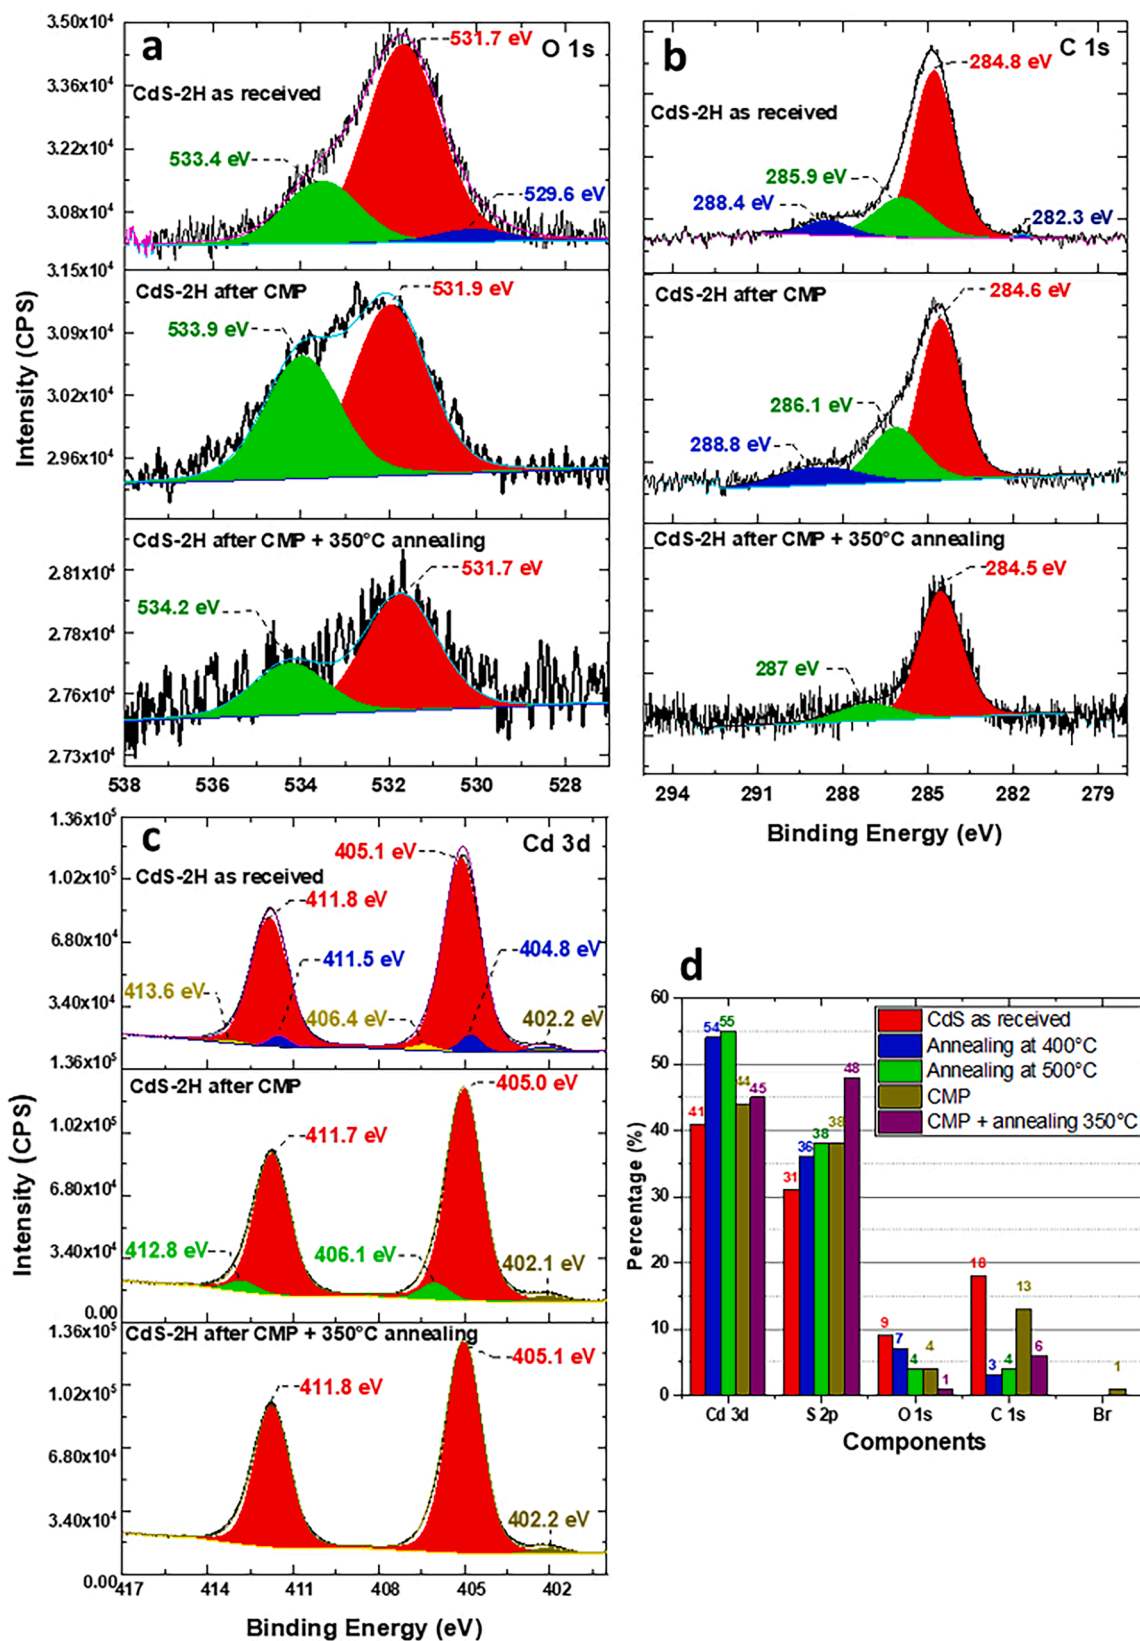 a
O 1s
CdS-2H as received
531.7 eV
533.4 eV
529.6 eV
3.50x10⁴
3.36x10⁴
3.22x10⁴
3.08x10⁴
CdS-2H after CMP
531.9 eV
533.9 eV
3.15x10⁴
3.09x10⁴
3.02x10⁴
2.96x10⁴
CdS-2H after CMP + 350°C annealing
531.7 eV
534.2 eV
2.81x10⁴
2.78x10⁴
2.76x10⁴
2.73x10⁴
538 536 534 532 530 528
Intensity (CPS)
b
C 1s
CdS-2H as received
284.8 eV
285.9 eV
288.4 eV
282.3 eV
CdS-2H after CMP
284.6 eV
286.1 eV
288.8 eV
CdS-2H after CMP + 350°C annealing
284.5 eV
287 eV
294 291 288 285 282 279
Binding Energy (eV)
c
Cd 3d
CdS-2H as received
405.1 eV
411.8 eV
411.5 eV
404.8 eV
413.6 eV
406.4 eV
402.2 eV
1.36x10⁵
1.02x10⁵
6.80x10⁴
3.40x10⁴
CdS-2H after CMP
405.0 eV
411.7 eV
412.8 eV
406.1 eV
402.1 eV
1.36x10⁵
1.02x10⁵
6.80x10⁴
3.40x10⁴
0.00
CdS-2H after CMP + 350°C annealing
405.1 eV
411.8 eV
402.2 eV
1.36x10⁵
1.02x10⁵
6.80x10⁴
3.40x10⁴
0.00
417 414 411 408 405 402
Intensity (CPS)
Binding Energy (eV)
d
CdS as received
Annealing at 400°C
Annealing at 500°C
CMP
CMP + annealing 350°C
60
50
40
30
20
10
0
Percentage (%)
41 54 55 44 45
31 36 38 38 48
9 7 4 4 1
18 3 4 13 6
1
Cd 3d S 2p O 1s C 1s Br
Components